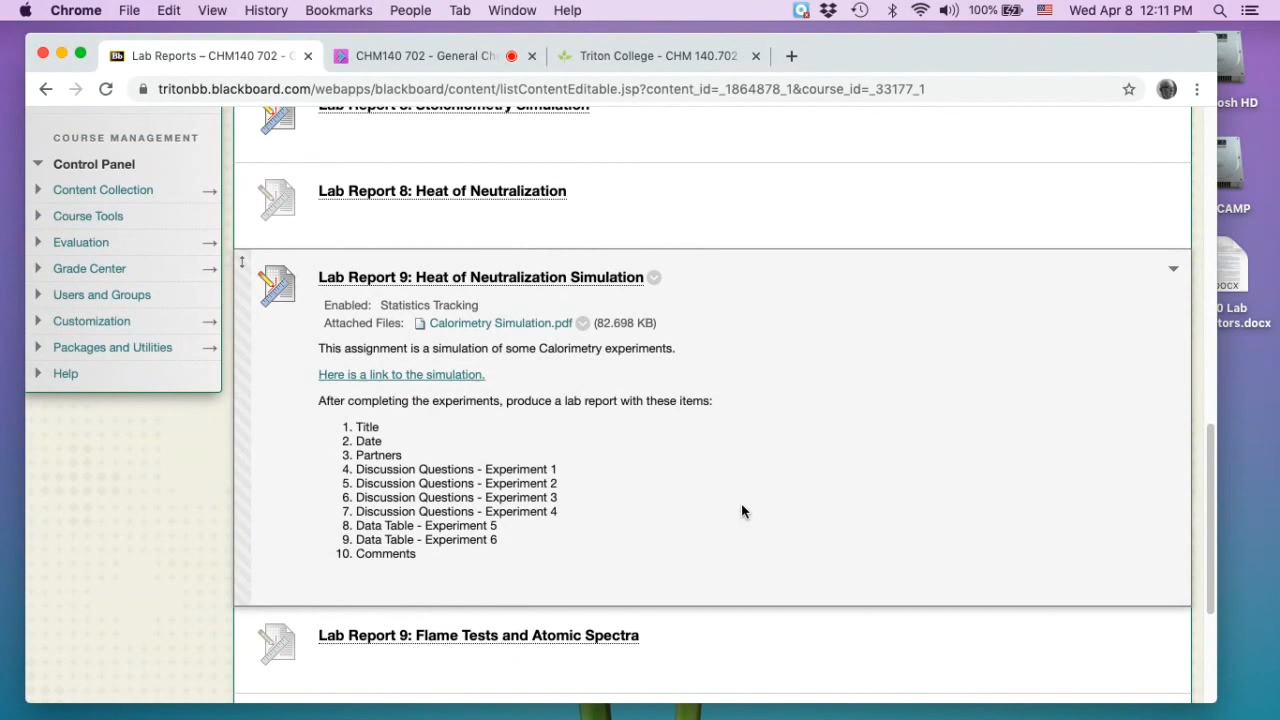 Chrome File Edit View History Bookmarks People Tab Window Help 100% Wed Apr 8 12:11 PM
Bb Lab Reports – CHM140 702 - G CHM140 702 - General Che Triton College - CHM 140.702
tritonbb.blackboard.com/webapps/blackboard/content/listContentEditable.jsp?content_id=_1864878_1&course_id=_33177_1
osh HD
CAMP
DOCX
0 Lab
tors.docx
COURSE MANAGEMENT
Control Panel
Content Collection
Course Tools
Evaluation
Grade Center
Users and Groups
Customization
Packages and Utilities
Help
Stoichiometry Simulation
Lab Report 8: Heat of Neutralization
Lab Report 9: Heat of Neutralization Simulation
Enabled: Statistics Tracking
Attached Files: Calorimetry Simulation.pdf (82.698 KB)
This assignment is a simulation of some Calorimetry experiments.
Here is a link to the simulation.
After completing the experiments, produce a lab report with these items:
1. Title
2. Date
3. Partners
4. Discussion Questions - Experiment 1
5. Discussion Questions - Experiment 2
6. Discussion Questions - Experiment 3
7. Discussion Questions - Experiment 4
8. Data Table - Experiment 5
9. Data Table - Experiment 6
10. Comments
Lab Report 9: Flame Tests and Atomic Spectra